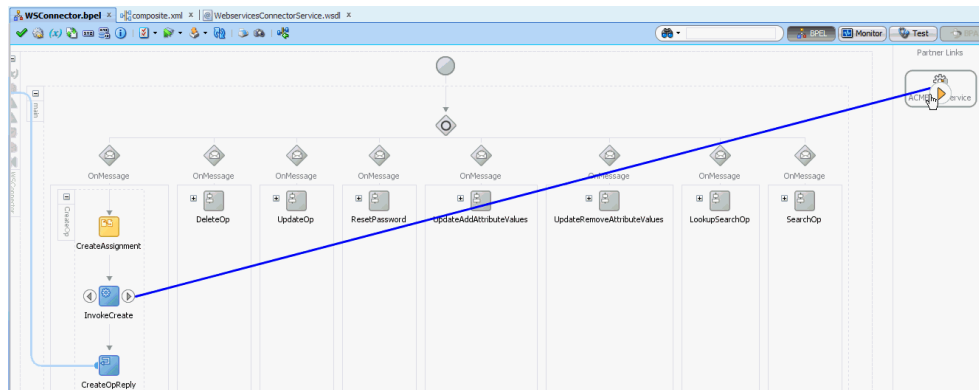 WSConnector.bpel x composite.xml x WebservicesConnectorService.wsdl x
BPEL Monitor Test
Partner Links
main
OnMessage OnMessage OnMessage OnMessage OnMessage OnMessage OnMessage OnMessage
CreateOp
DeleteOp UpdateOp ResetPassword UpdateAddAttributeValues UpdateRemoveAttributeValues LookupSearchOp SearchOp
CreateAssignment
InvokeCreate
CreateOpReply